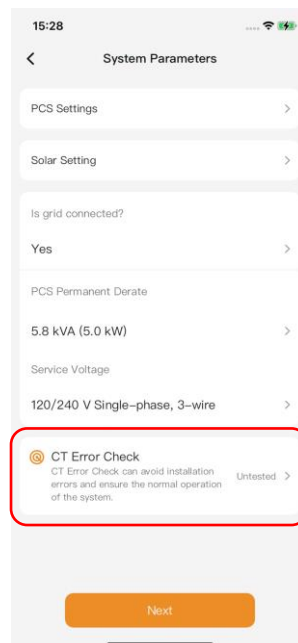 15:28
System Parameters
PCS Settings
Solar Setting
Is grid connected?
Yes
PCS Permanent Derate
5.8 kVA (5.0 kW)
Service Voltage
120/240 V Single-phase, 3-wire
CT Error Check
CT Error Check can avoid installation
errors and ensure the normal operation
of the system.
Untested
Next